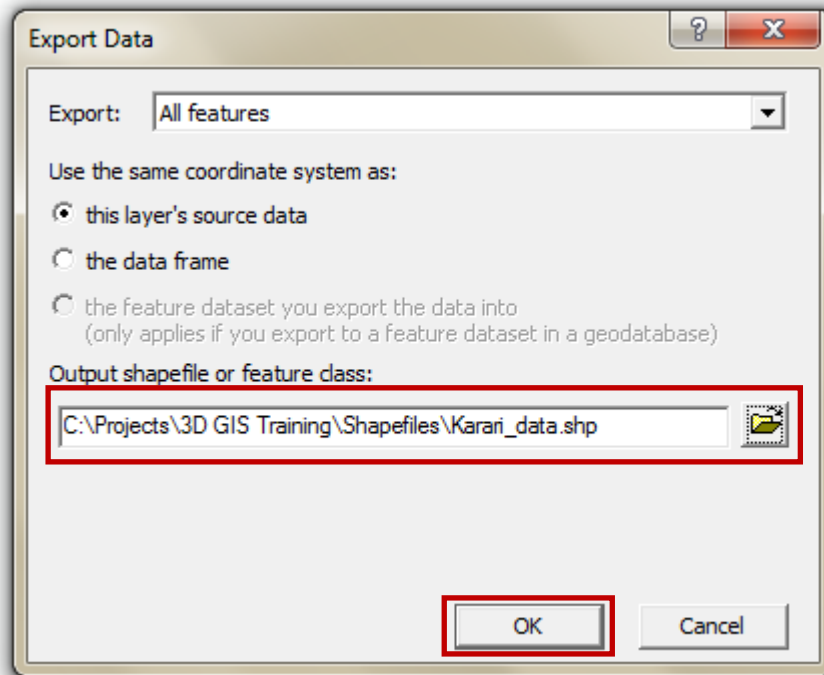 Export Data
Export: All features
Use the same coordinate system as:
this layer's source data
the data frame
the feature dataset you export the data into
(only applies if you export to a feature dataset in a geodatabase)
Output shapefile or feature class:
C:\Projects\3D GIS Training\Shapefiles\Karari_data.shp
OK Cancel